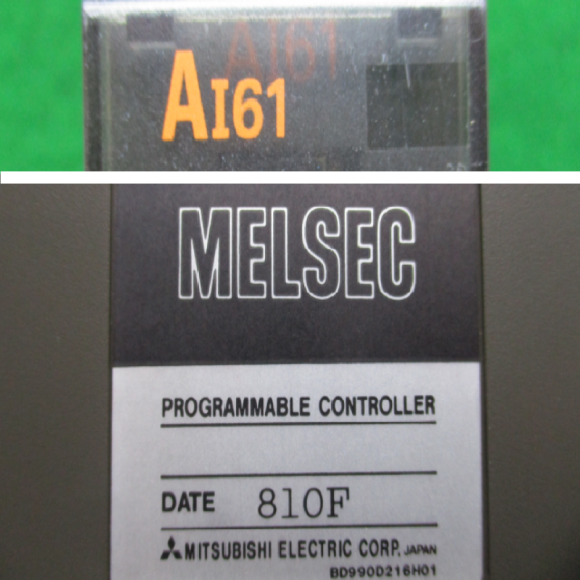 AI61
MELSEC
PROGRAMMABLE CONTROLLER
DATE 810F
MITSUBISHI ELECTRIC CORP. JAPAN
BD990D216H01